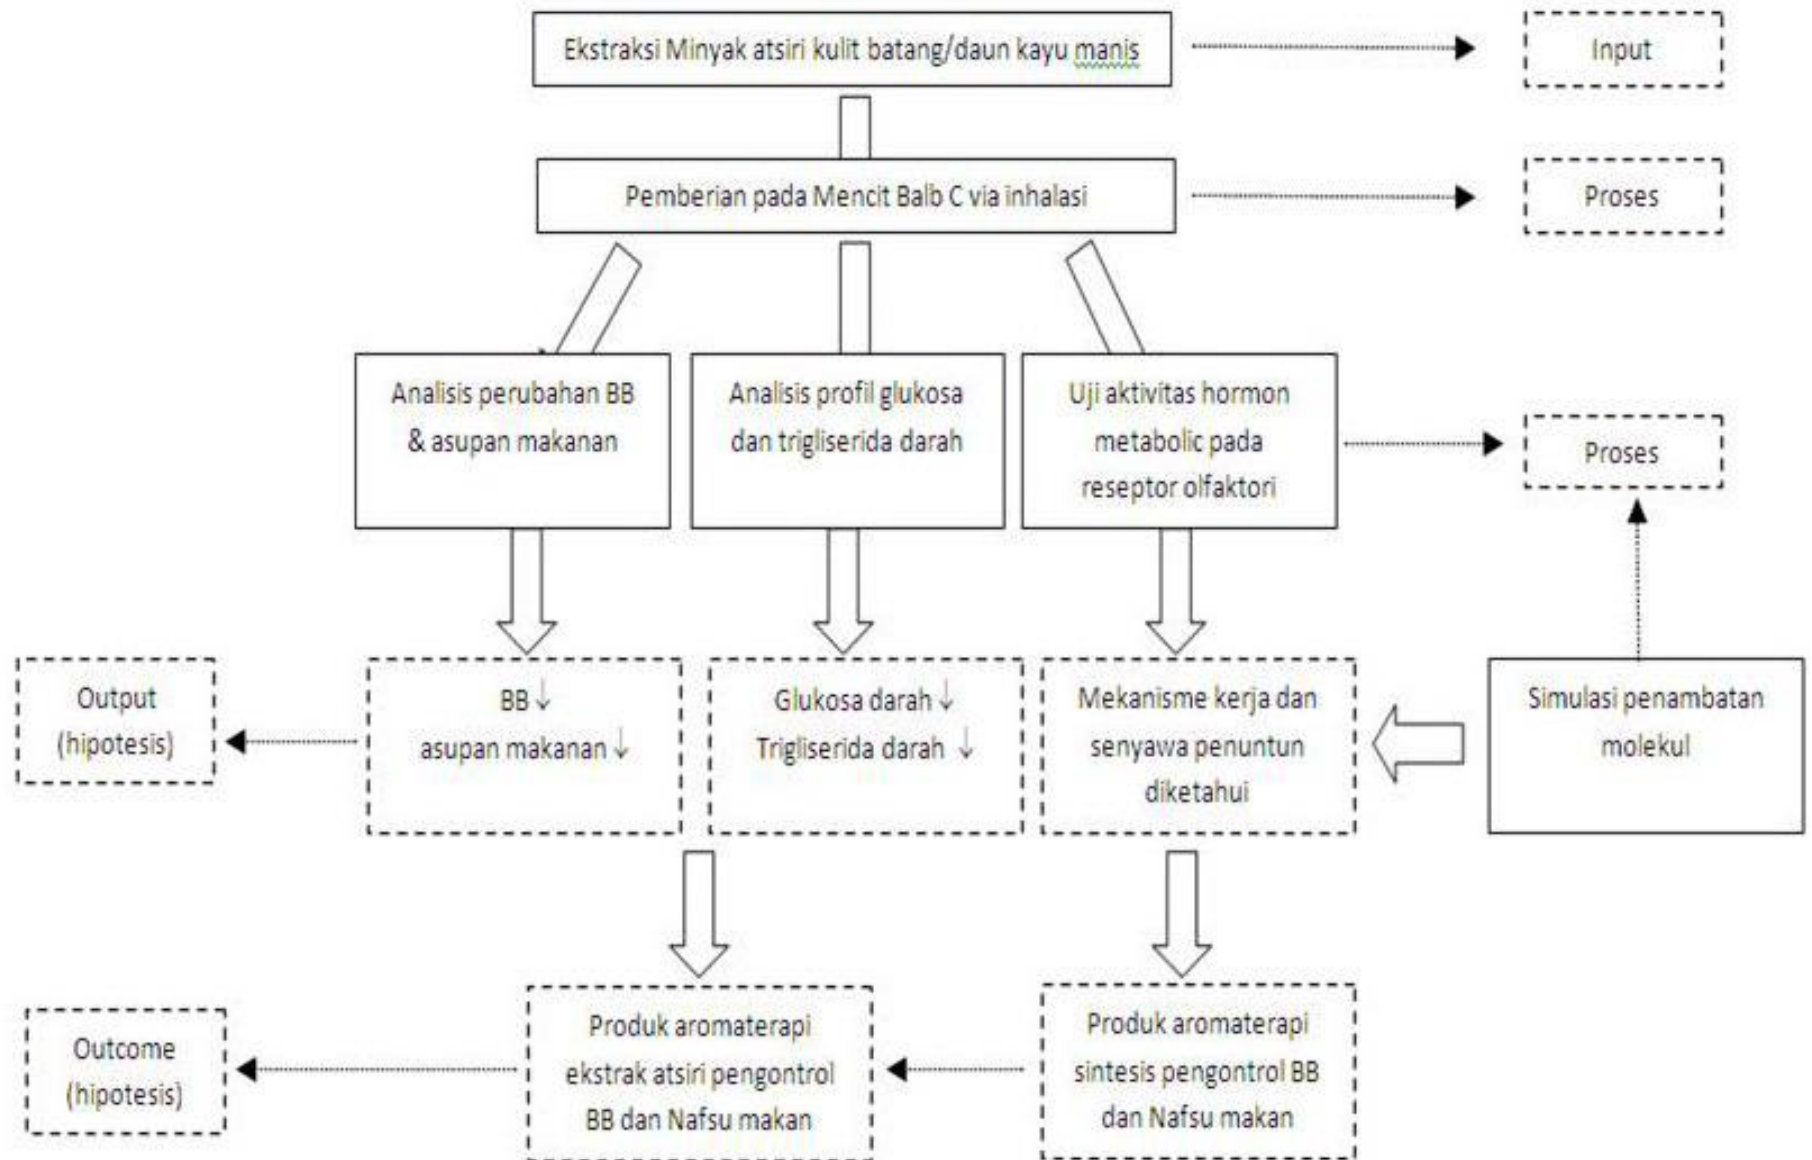 Ekstraksi Minyak atsiri kulit batang/daun kayu manis
Input
Pemberian pada Mencit Balb C via inhalasi
Proses
Analisis perubahan BB
& asupan makanan
Analisis profil glukosa
dan trigliserida darah
Uji aktivitas hormon
metabolic pada
reseptor olfaktori
Proses
Output
(hipotesis)
BB ↓
asupan makanan ↓
Glukosa darah ↓
Trigliserida darah ↓
Mekanisme kerja dan
senyawa penuntun
diketahui
Simulasi penambatan
molekul
Outcome
(hipotesis)
Produk aromaterapi
ekstrak atsiri pengontrol
BB dan Nafsu makan
Produk aromaterapi
sintesis pengontrol BB
dan Nafsu makan